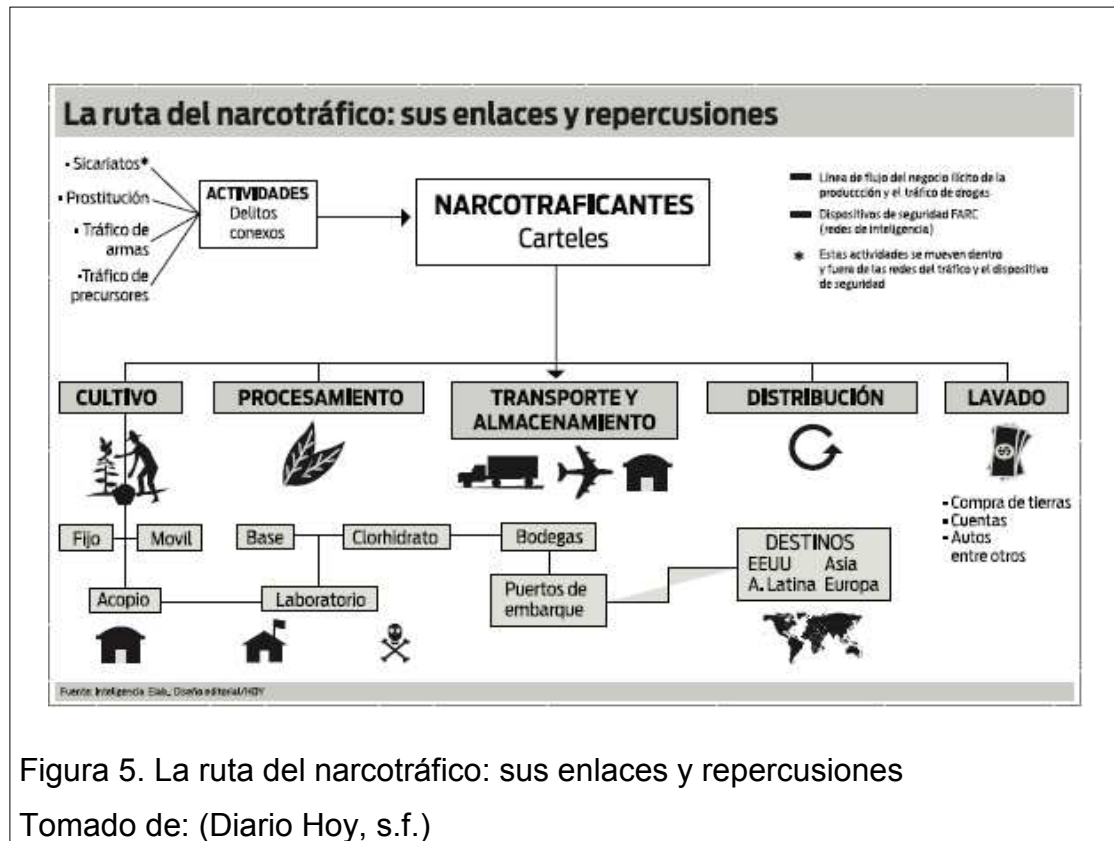 La ruta del narcotráfico: sus enlaces y repercusiones
▪ Sicariatos*
▪ Prostitución
▪ Tráfico de
armas
▪Tráfico de
precursores
ACTIVIDADES
Delitos
conexos
NARCOTRAFICANTES
Carteles
Línea de flujo del negocio ilícito de la
produccción y el tráfico de drogas
Dispositivos de seguridad FARC
(redes de inteligencia)
* Estas actividades se mueven dentro
y fuera de las redes del tráfico y el dispositivo
de seguridad
CULTIVO
PROCESAMIENTO
TRANSPORTE Y
ALMACENAMIENTO
DISTRIBUCIÓN
LAVADO
▪ Compra de tierras
▪ Cuentas
▪ Autos
entre otros
Fijo
Movil
Base
Clorhidrato
Bodegas
Acopio
Laboratorio
Puertos de
embarque
DESTINOS
EEUU Asia
A. Latina Europa
Fuente: Inteligencia Elab., Diseño editorial/HOY
Figura 5. La ruta del narcotráfico: sus enlaces y repercusiones
Tomado de: (Diario Hoy, s.f.)